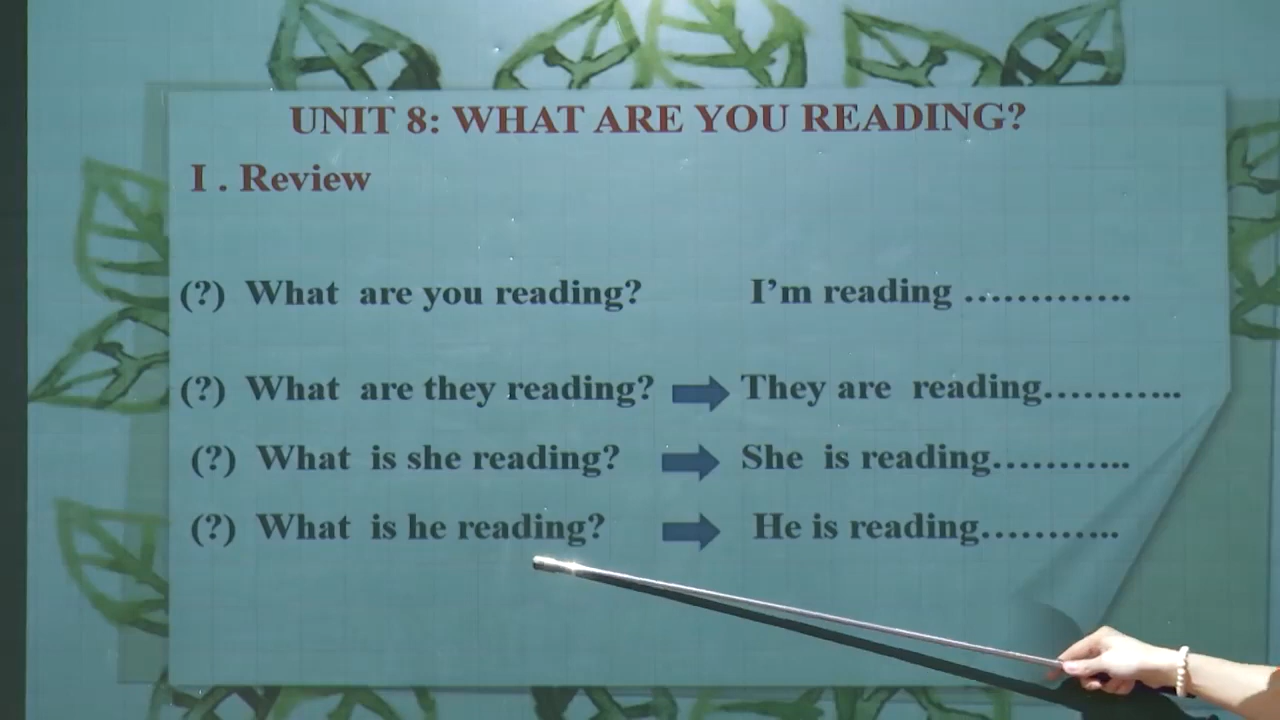 UNIT 8: WHAT ARE YOU READING?
I . Review
(?) What are you reading? I’m reading ………….
(?) What are they reading? They are reading………..
(?) What is she reading? She is reading………..
(?) What is he reading? He is reading………..